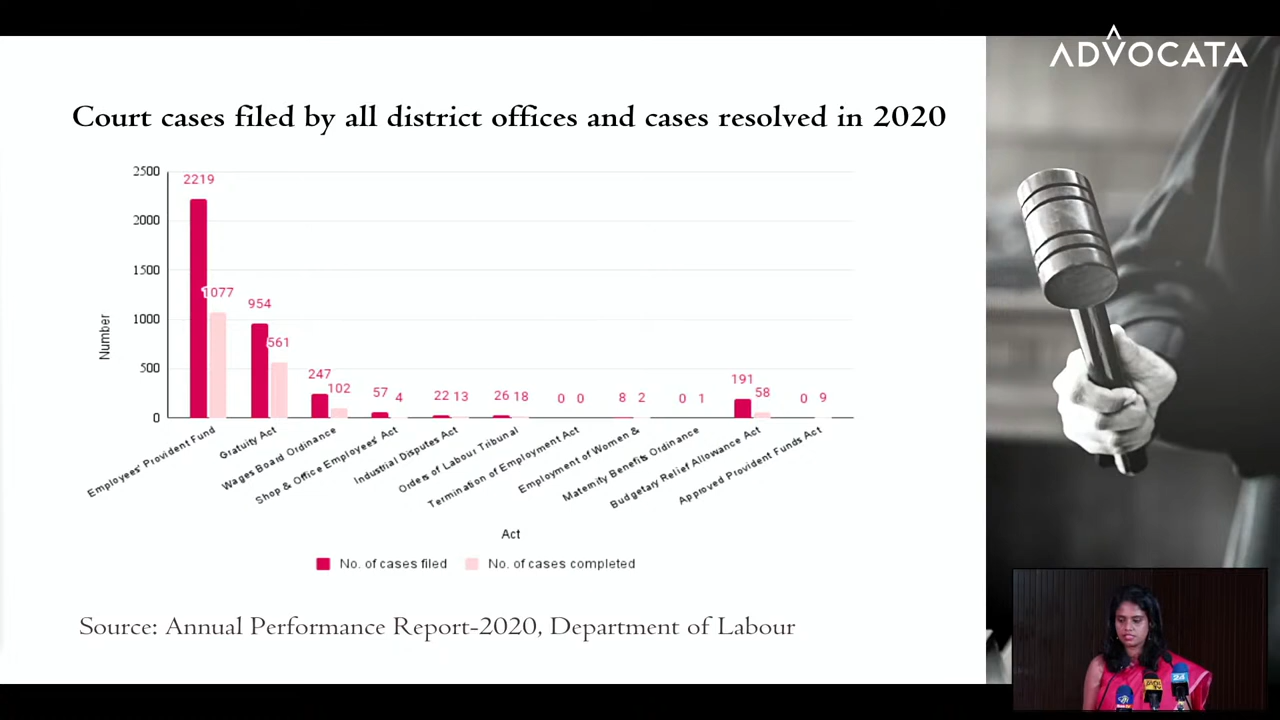 ADVOCATA
Court cases filed by all district offices and cases resolved in 2020
2500
2000
1500
1000
500
0
Number
2219
1077
954
561
247
102
57
4
22
13
26
18
0
0
8
2
0
1
191
58
0
9
Employees' Provident Fund
Gratuity Act
Wages Board Ordinance
Shop & Office Employees' Act
Industrial Disputes Act
Orders of Labour Tribunal
Termination of Employment Act
Employment of Women &
Maternity Benefits Ordinance
Budgetary Relief Allowance Act
Approved Provident Funds Act
Act
No. of cases filed
No. of cases completed
Source: Annual Performance Report-2020, Department of Labour
24